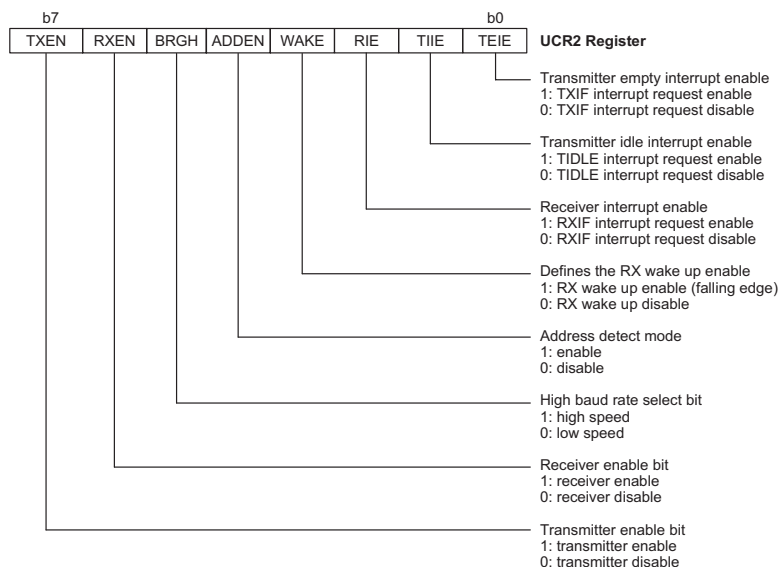 b7 b0
TXEN RXEN BRGH ADDEN WAKE RIE TIIE TEIE UCR2 Register
Transmitter empty interrupt enable
1: TXIF interrupt request enable
0: TXIF interrupt request disable
Transmitter idle interrupt enable
1: TIDLE interrupt request enable
0: TIDLE interrupt request disable
Receiver interrupt enable
1: RXIF interrupt request enable
0: RXIF interrupt request disable
Defines the RX wake up enable
1: RX wake up enable (falling edge)
0: RX wake up disable
Address detect mode
1: enable
0: disable
High baud rate select bit
1: high speed
0: low speed
Receiver enable bit
1: receiver enable
0: receiver disable
Transmitter enable bit
1: transmitter enable
0: transmitter disable